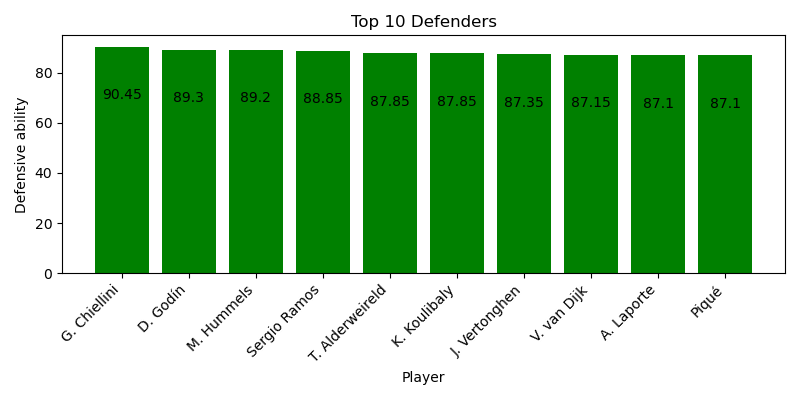 Top 10 Defenders
Defensive ability
80
60
40
20
0
90.45
89.3
89.2
88.85
87.85
87.85
87.35
87.15
87.1
87.1
G. Chiellini
D. Godín
M. Hummels
Sergio Ramos
T. Alderweireld
K. Koulibaly
J. Vertonghen
V. van Dijk
A. Laporte
Piqué
Player